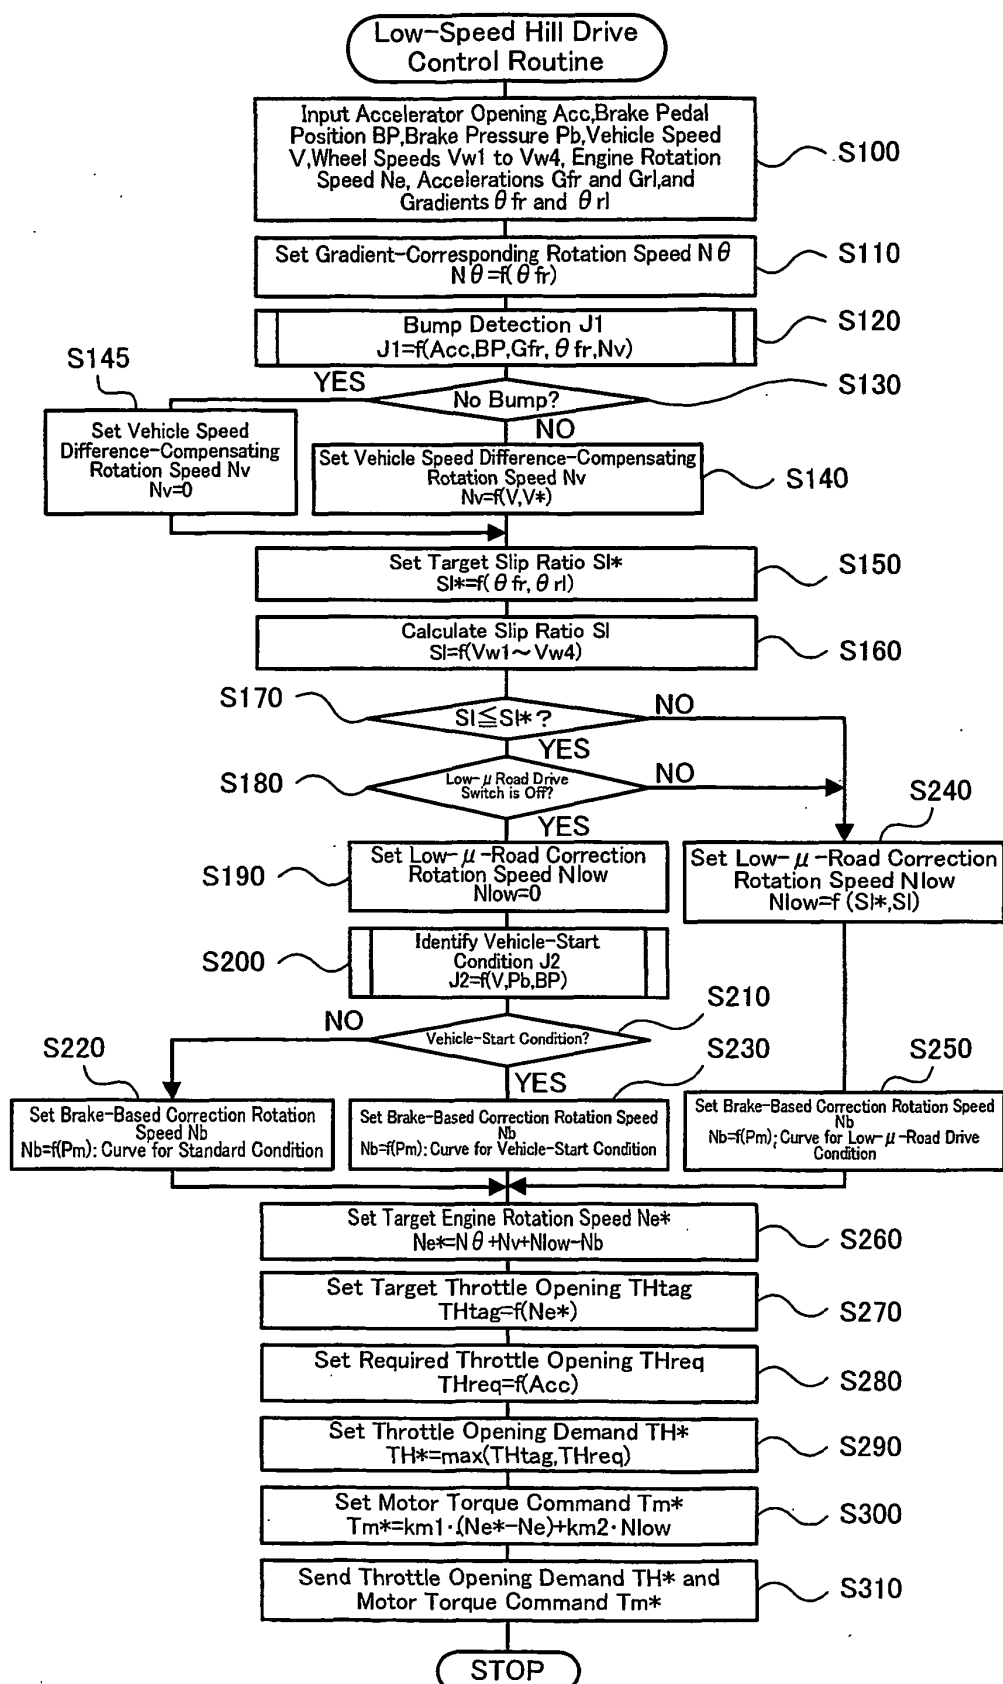 Low-Speed Hill Drive
Control Routine
Input Accelerator Opening Acc,Brake Pedal
Position BP,Brake Pressure Pb,Vehicle Speed
V,Wheel Speeds Vw1 to Vw4, Engine Rotation
Speed Ne, Accelerations Gfr and Grl,and
Gradients θfr and θrl
S100
Set Gradient-Corresponding Rotation Speed Nθ
Nθ=f(θfr)
S110
Bump Detection J1
J1=f(Acc,BP,Gfr,θfr,Nv)
S120
S145
YES
No Bump?
S130
NO
Set Vehicle Speed
Difference-Compensating
Rotation Speed Nv
Nv=0
Set Vehicle Speed Difference-Compensating
Rotation Speed Nv
Nv=f(V,V*)
S140
Set Target Slip Ratio Sl*
Sl*=f(θfr,θrl)
S150
Calculate Slip Ratio Sl
Sl=f(Vw1～Vw4)
S160
S170
Sl≦Sl*?
NO
YES
S180
Low-μ Road Drive
Switch is Off?
NO
YES
S240
S190
Set Low-μ-Road Correction
Rotation Speed Nlow
Nlow=0
Set Low-μ-Road Correction
Rotation Speed Nlow
Nlow=f(Sl*,Sl)
S200
Identify Vehicle-Start
Condition J2
J2=f(V,Pb,BP)
S210
NO
Vehicle-Start Condition?
YES
S220
S230
S250
Set Brake-Based Correction Rotation
Speed Nb
Nb=f(Pm): Curve for Standard Condition
Set Brake-Based Correction Rotation Speed
Nb
Nb=f(Pm): Curve for Vehicle-Start Condition
Set Brake-Based Correction Rotation Speed
Nb
Nb=f(Pm);Curve for Low-μ-Road Drive
Condition
Set Target Engine Rotation Speed Ne*
Ne*=Nθ+Nv+Nlow-Nb
S260
Set Target Throttle Opening THtag
THtag=f(Ne*)
S270
Set Required Throttle Opening THreq
THreq=f(Acc)
S280
Set Throttle Opening Demand TH*
TH*=max(THtag,THreq)
S290
Set Motor Torque Command Tm*
Tm*=km1·(Ne*-Ne)+km2·Nlow
S300
Send Throttle Opening Demand TH* and
Motor Torque Command Tm*
S310
STOP